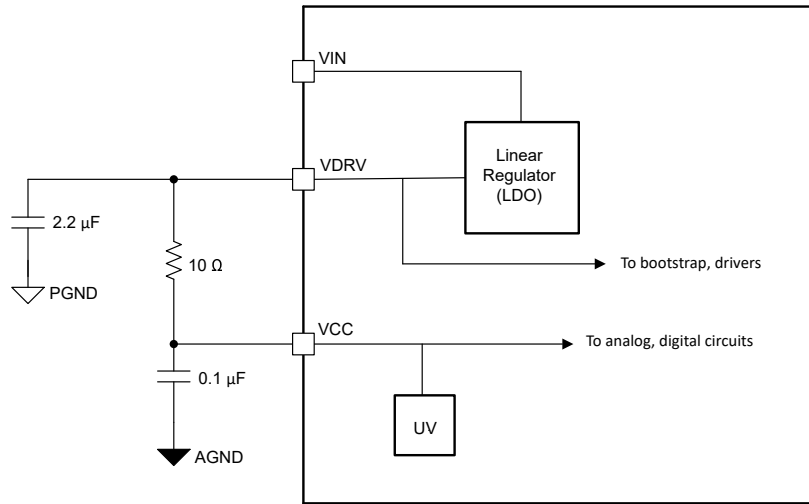 VIN
Linear
Regulator
(LDO)
VDRV
2.2 µF
10 Ω
To bootstrap, drivers
PGND
VCC
To analog, digital circuits
0.1 µF
UV
AGND